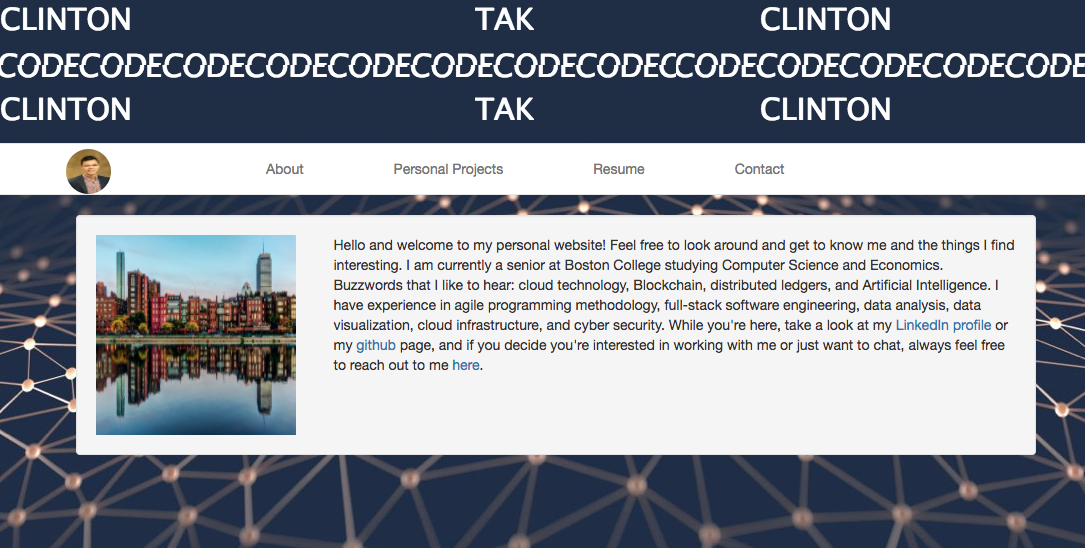 CLINTON TAK CLINTON
CODECODECODECODECODECODECODECODECCODECODECODECODECODE
CLINTON TAK CLINTON
About Personal Projects Resume Contact
Hello and welcome to my personal website! Feel free to look around and get to know me and the things I find
interesting. I am currently a senior at Boston College studying Computer Science and Economics.
Buzzwords that I like to hear: cloud technology, Blockchain, distributed ledgers, and Artificial Intelligence. I
have experience in agile programming methodology, full-stack software engineering, data analysis, data
visualization, cloud infrastructure, and cyber security. While you're here, take a look at my LinkedIn profile or
my github page, and if you decide you're interested in working with me or just want to chat, always feel free
to reach out to me here.